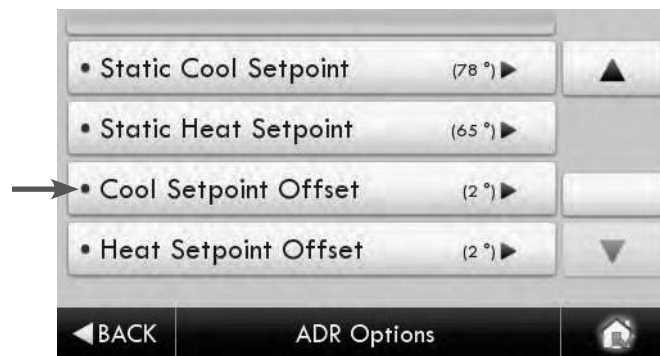 • Static Cool Setpoint (78 °)▶
• Static Heat Setpoint (65 °)▶
• Cool Setpoint Offset (2 °)▶
• Heat Setpoint Offset (2 °)▶
◀BACK ADR Options